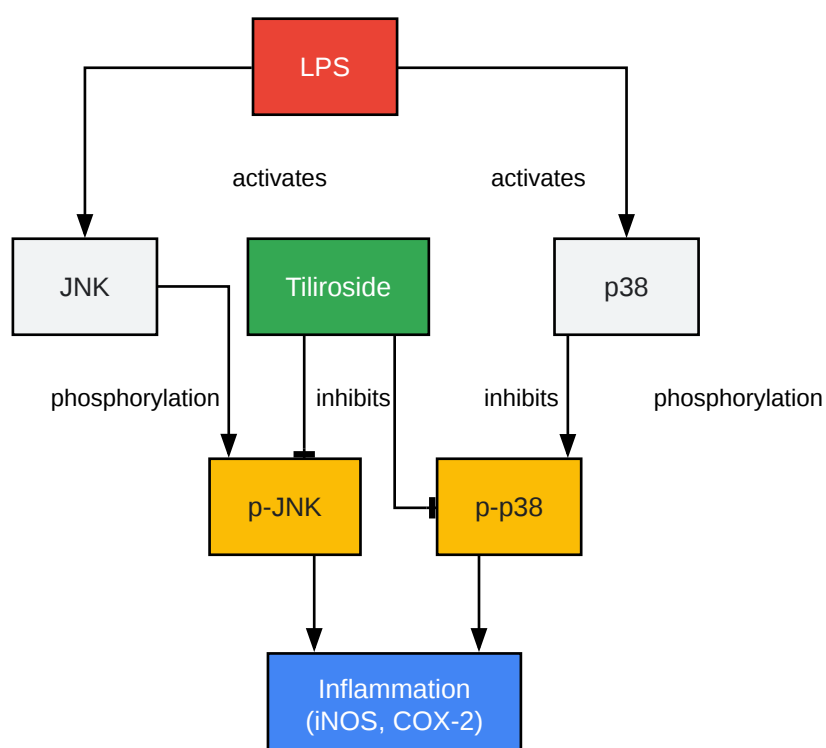 LPS
activates
activates
JNK
Tiliroside
p38
phosphorylation
inhibits
inhibits
phosphorylation
p-JNK
p-p38
Inflammation
(iNOS, COX-2)